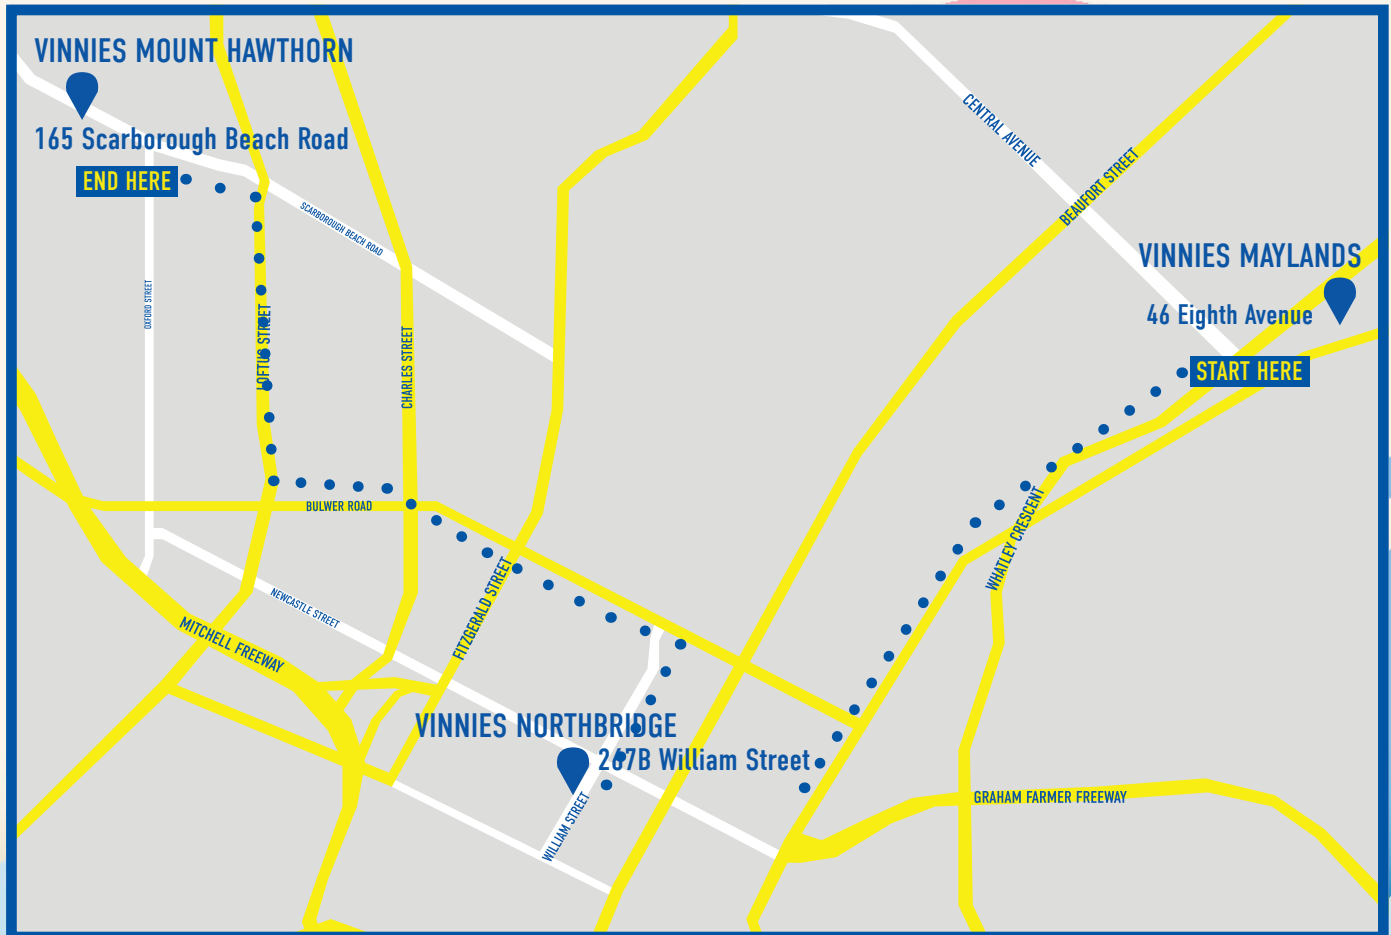 VINNIES MOUNT HAWTHORN
165 Scarborough Beach Road
END HERE
SCARBOROUGH BEACH ROAD
OXFORD STREET
LOFTUS STREET
CHARLES STREET
CENTRAL AVENUE
BEAUFORT STREET
VINNIES MAYLANDS
46 Eighth Avenue
START HERE
BULWER ROAD
WHATLEY CRESCENT
FITZGERALD STREET
NEWCASTLE STREET
MITCHELL FREEWAY
VINNIES NORTHBRIDGE
267B William Street
WILLIAM STREET
GRAHAM FARMER FREEWAY